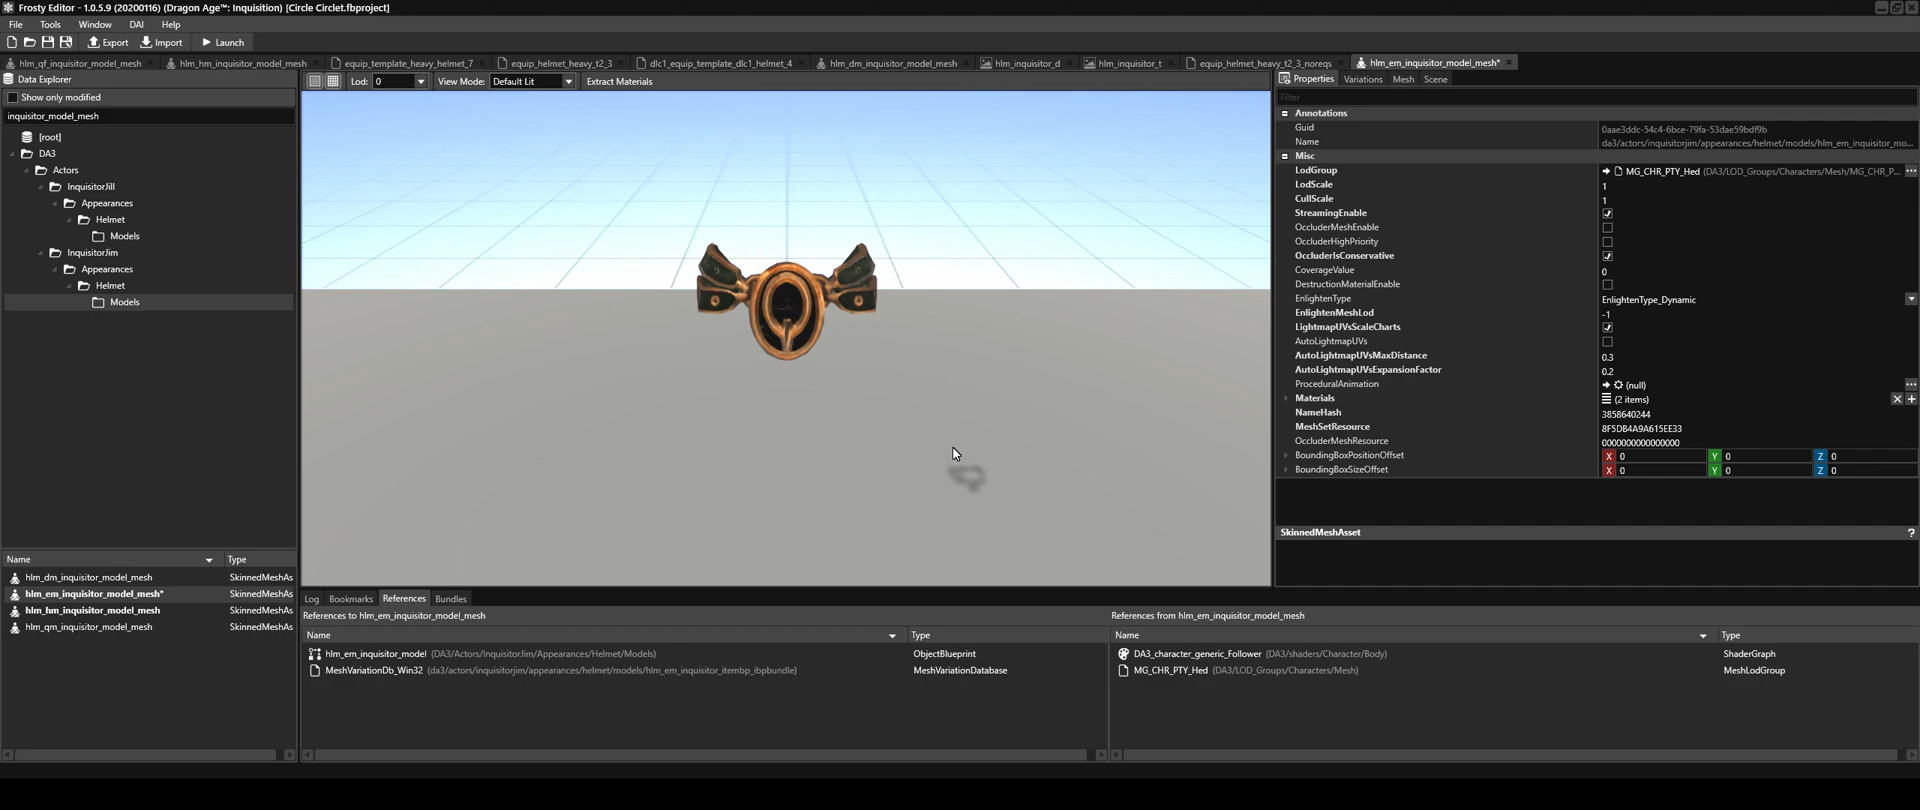 Frosty Editor - 1.0.5.9 (20200116) (Dragon Age™: Inquisition) [Circle Circlet.fbproject]
File Tools Window DAI Help
Export Import Launch
hlm_qf_inquisitor_model_mesh hlm_hm_inquisitor_model_mesh equip_template_heavy_helmet_7 equip_helmet_heavy_t2_3 dlc1_equip_template_dlc1_helmet_4 hlm_dm_inquisitor_model_mesh hlm_inquisitor_d hlm_inquisitor_t equip_helmet_heavy_t2_3_noreqs hlm_em_inquisitor_model_mesh*
Data Explorer
Show only modified
inquisitor_model_mesh
[root]
DA3
Actors
InquisitorJill
Appearances
Helmet
Models
InquisitorJim
Appearances
Helmet
Models
Name Type
hlm_dm_inquisitor_model_mesh SkinnedMeshAs
hlm_em_inquisitor_model_mesh* SkinnedMeshAs
hlm_hm_inquisitor_model_mesh SkinnedMeshAs
hlm_qm_inquisitor_model_mesh SkinnedMeshAs
Lod: 0 View Mode: Default Lit Extract Materials
Log Bookmarks References Bundles
References to hlm_em_inquisitor_model_mesh
Name Type
hlm_em_inquisitor_model (DA3/Actors/InquisitorJim/Appearances/Helmet/Models) ObjectBlueprint
MeshVariationDb_Win32 (da3/actors/inquisitorjim/appearances/helmet/models/hlm_em_inquisitor_itembp_ibpbundle) MeshVariationDatabase
References from hlm_em_inquisitor_model_mesh
Name Type
DA3_character_generic_Follower (DA3/shaders/Character/Body) ShaderGraph
MG_CHR_PTY_Hed (DA3/LOD_Groups/Characters/Mesh) MeshLodGroup
Properties Variations Mesh Scene
Filter
Annotations
Guid 0aae3ddc-54c4-6bce-79fa-53dae59bdf9b
Name da3/actors/inquisitorjim/appearances/helmet/models/hlm_em_inquisitor_mo...
Misc
LodGroup MG_CHR_PTY_Hed (DA3/LOD_Groups/Characters/Mesh/MG_CHR_P...
LodScale 1
CullScale 1
StreamingEnable
OccluderMeshEnable
OccluderHighPriority
OccluderIsConservative
CoverageValue 0
DestructionMaterialEnable
EnlightenType EnlightenType_Dynamic
EnlightenMeshLod -1
LightmapUVsScaleCharts
AutoLightmapUVs
AutoLightmapUVsMaxDistance 0.3
AutoLightmapUVsExpansionFactor 0.2
ProceduralAnimation (null)
Materials (2 items)
NameHash 3858640244
MeshSetResource 8F5DB4A9A615EE33
OccluderMeshResource 0000000000000000
BoundingBoxPositionOffset X 0 Y 0 Z 0
BoundingBoxSizeOffset X 0 Y 0 Z 0
SkinnedMeshAsset ?